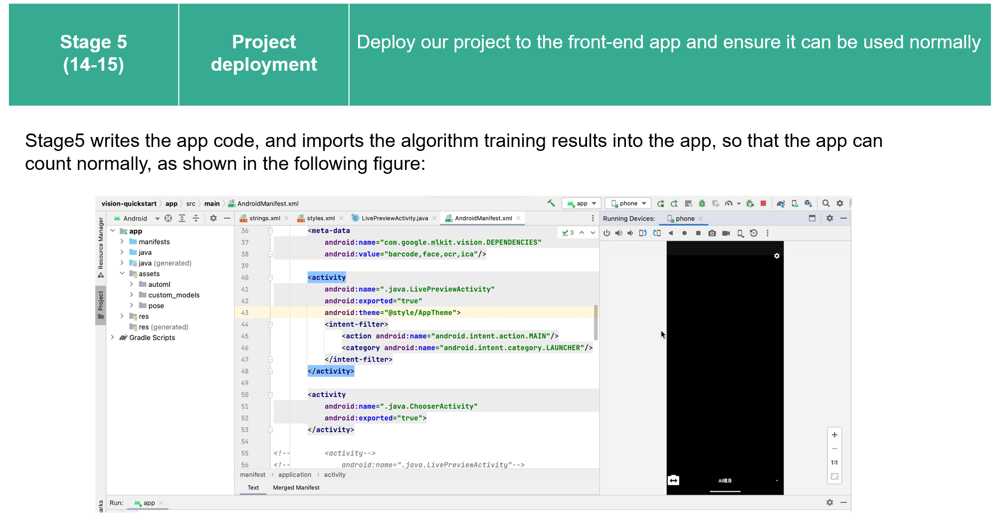 Stage 5
(14-15)
Project
deployment
Deploy our project to the front-end app and ensure it can be used normally
Stage5 writes the app code, and imports the algorithm training results into the app, so that the app can
count normally, as shown in the following figure:
vision-quickstart app src main AndroidManifest.xml
app phone
Android
strings.xml styles.xml LivePreviewActivity.java AndroidManifest.xml
Running Devices: phone
Resource Manager
Project
app
manifests
java
java (generated)
assets
automl
custom_models
pose
res
res (generated)
Gradle Scripts
3
36 <meta-data
37 android:name="com.google.mlkit.vision.DEPENDENCIES"
38 android:value="barcode,face,ocr,ica"/>
39
40 <activity
41 android:name=".java.LivePreviewActivity"
42 android:exported="true"
43 android:theme="@style/AppTheme">
44 <intent-filter>
45 <action android:name="android.intent.action.MAIN"/>
46 <category android:name="android.intent.category.LAUNCHER"/>
47 </intent-filter>
48 </activity>
49
50 <activity
51 android:name=".java.ChooserActivity"
52 android:exported="true">
53 </activity>
54
55 <!-- <activity-->
56 <!-- android:name=".java.LivePreviewActivity"-->
manifest › application › activity
Text Merged Manifest
AI健身
1:1
Run: app